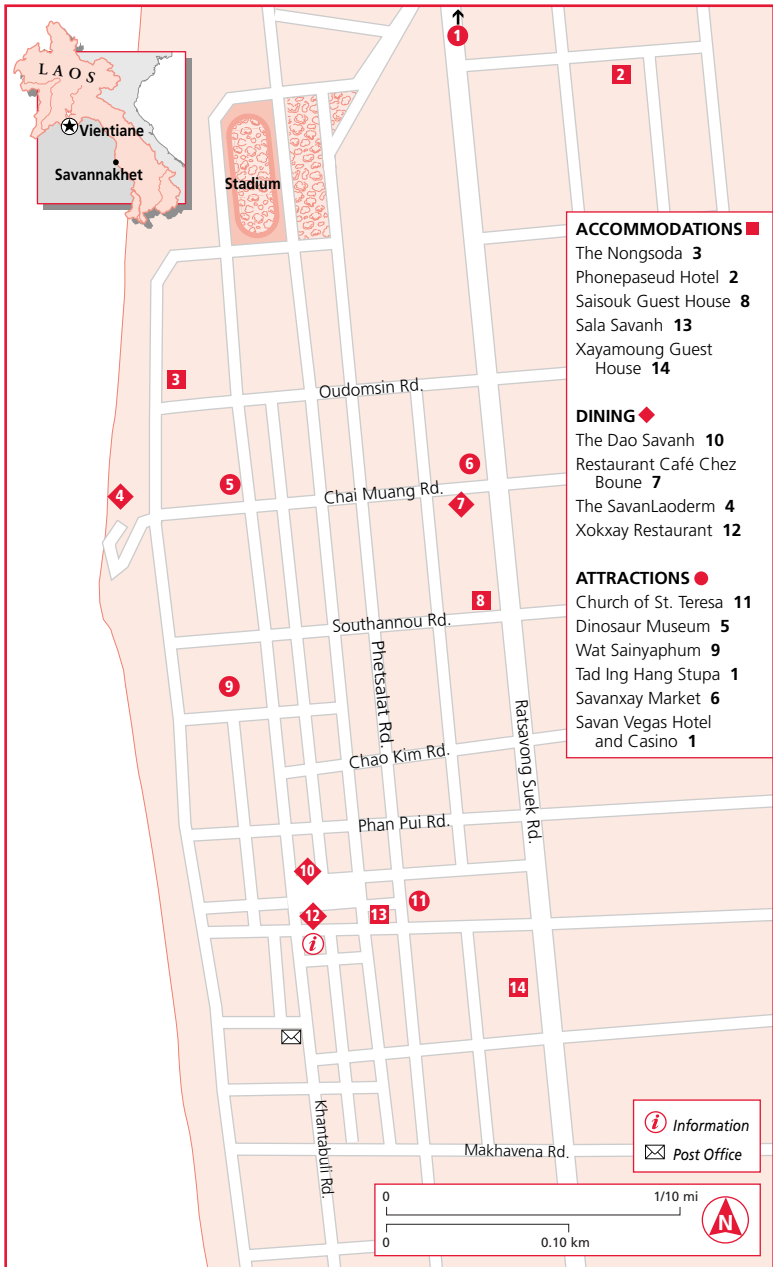 LAOS
Vientiane
Savannakhet
1
2
Stadium
ACCOMMODATIONS
The Nongsoda 3
Phonepaseud Hotel 2
Saisouk Guest House 8
Sala Savanh 13
Xayamoung Guest
House 14
DINING
The Dao Savanh 10
Restaurant Café Chez
Boune 7
The SavanLaoderm 4
Xokxay Restaurant 12
ATTRACTIONS
Church of St. Teresa 11
Dinosaur Museum 5
Wat Sainyaphum 9
Tad Ing Hang Stupa 1
Savanxay Market 6
Savan Vegas Hotel
and Casino 1
3
Oudomsin Rd.
6
5
4
Chai Muang Rd.
7
8
Southannou Rd.
9
Phetsalat Rd.
Ratsavong Suek Rd.
Chao Kim Rd.
Phan Pui Rd.
10
11
12
13
i
14
Khantabuli Rd.
Makhavena Rd.
i Information
Post Office
0 1/10 mi
0 0.10 km
N